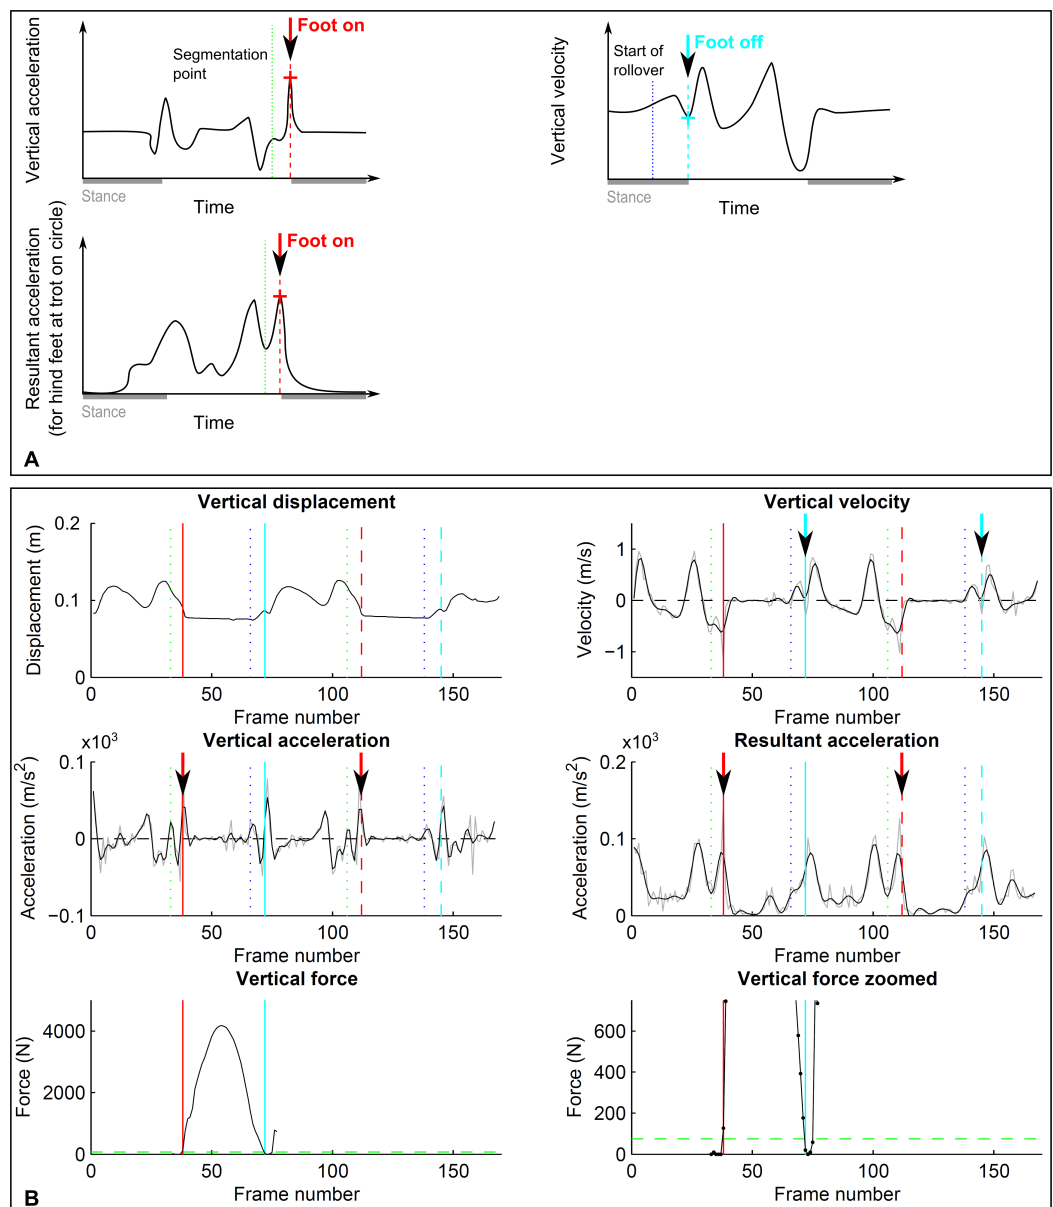 Vertical acceleration
Foot on
Segmentation
point
Stance
Time
Vertical velocity
Foot off
Start of
rollover
Stance
Time
Resultant acceleration
(for hind feet at trot on circle)
Foot on
Stance
Time
A
Vertical displacement
Displacement (m)
0.2
0.1
0
0 50 100 150
Frame number
Vertical velocity
Velocity (m/s)
1
0
−1
0 50 100 150
Frame number
Vertical acceleration
x10³
Acceleration (m/s²)
0.1
0
−0.1
0 50 100 150
Frame number
Resultant acceleration
x10³
Acceleration (m/s²)
0.2
0.1
0
0 50 100 150
Frame number
Vertical force
Force (N)
4000
2000
0
0 50 100 150
Frame number
Vertical force zoomed
Force (N)
600
400
200
0
0 50 100 150
Frame number
B